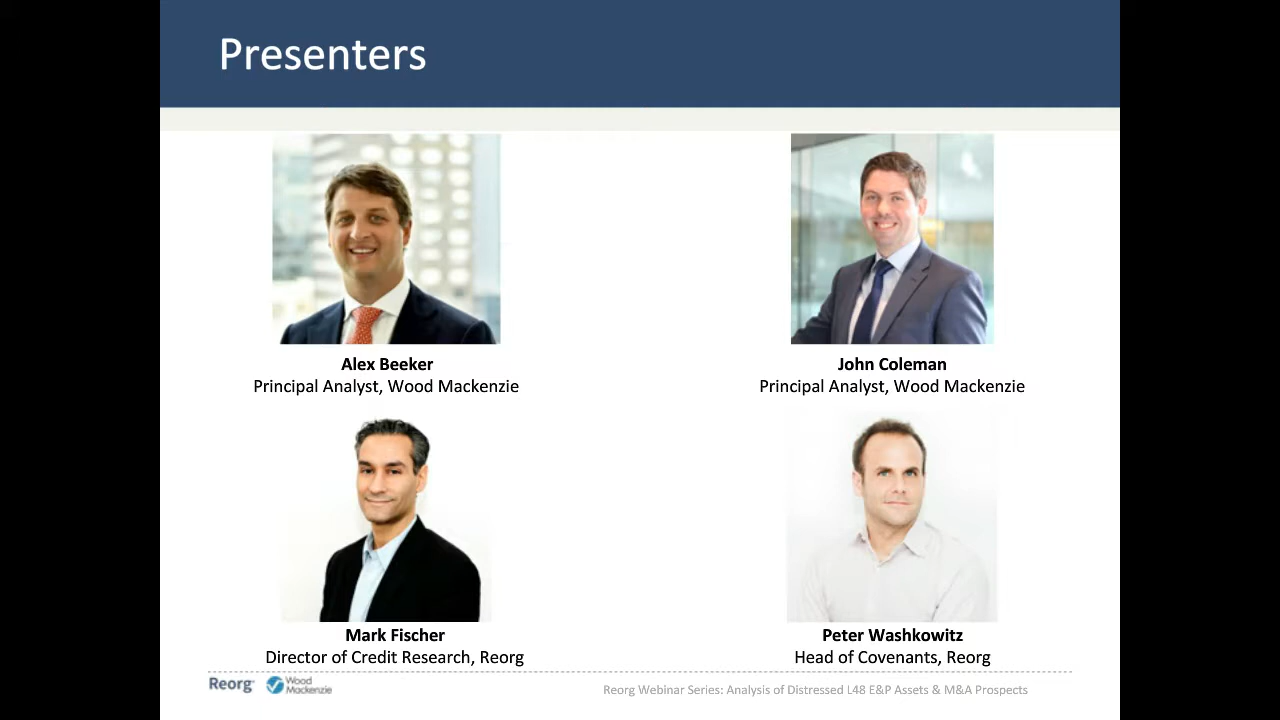 Presenters
Alex Beeker
Principal Analyst, Wood Mackenzie
John Coleman
Principal Analyst, Wood Mackenzie
Mark Fischer
Director of Credit Research, Reorg
Peter Washkowitz
Head of Covenants, Reorg
Reorg
Wood
Mackenzie
Reorg Webinar Series: Analysis of Distressed L48 E&P Assets & M&A Prospects